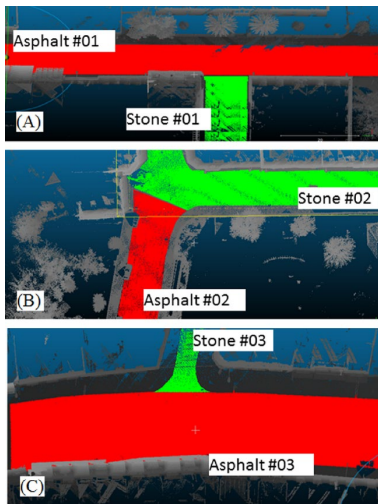 Asphalt #01
Stone #01
(A)
Stone #02
Asphalt #02
(B)
Stone #03
Asphalt #03
(C)